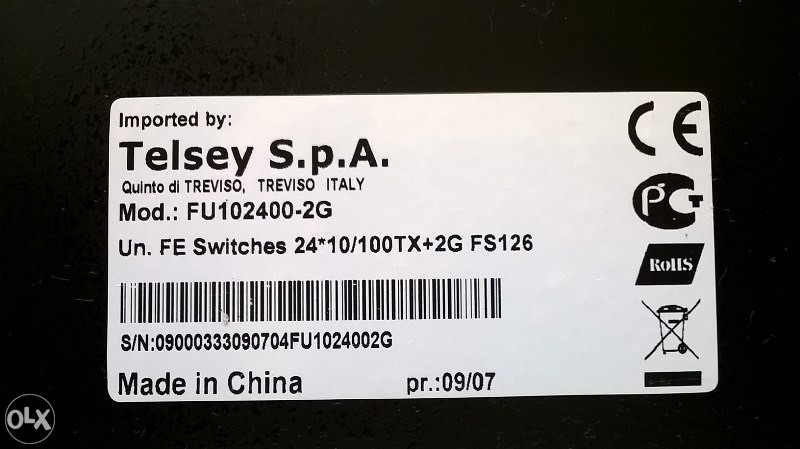 Imported by:
Telsey S.p.A.
Quinto di TREVISO, TREVISO ITALY
Mod.: FU102400-2G
Un. FE Switches 24*10/100TX+2G FS126
S/N:09000333090704FU1024002G
Made in China pr.:09/07
CE
РСТ
RoHS
OLX